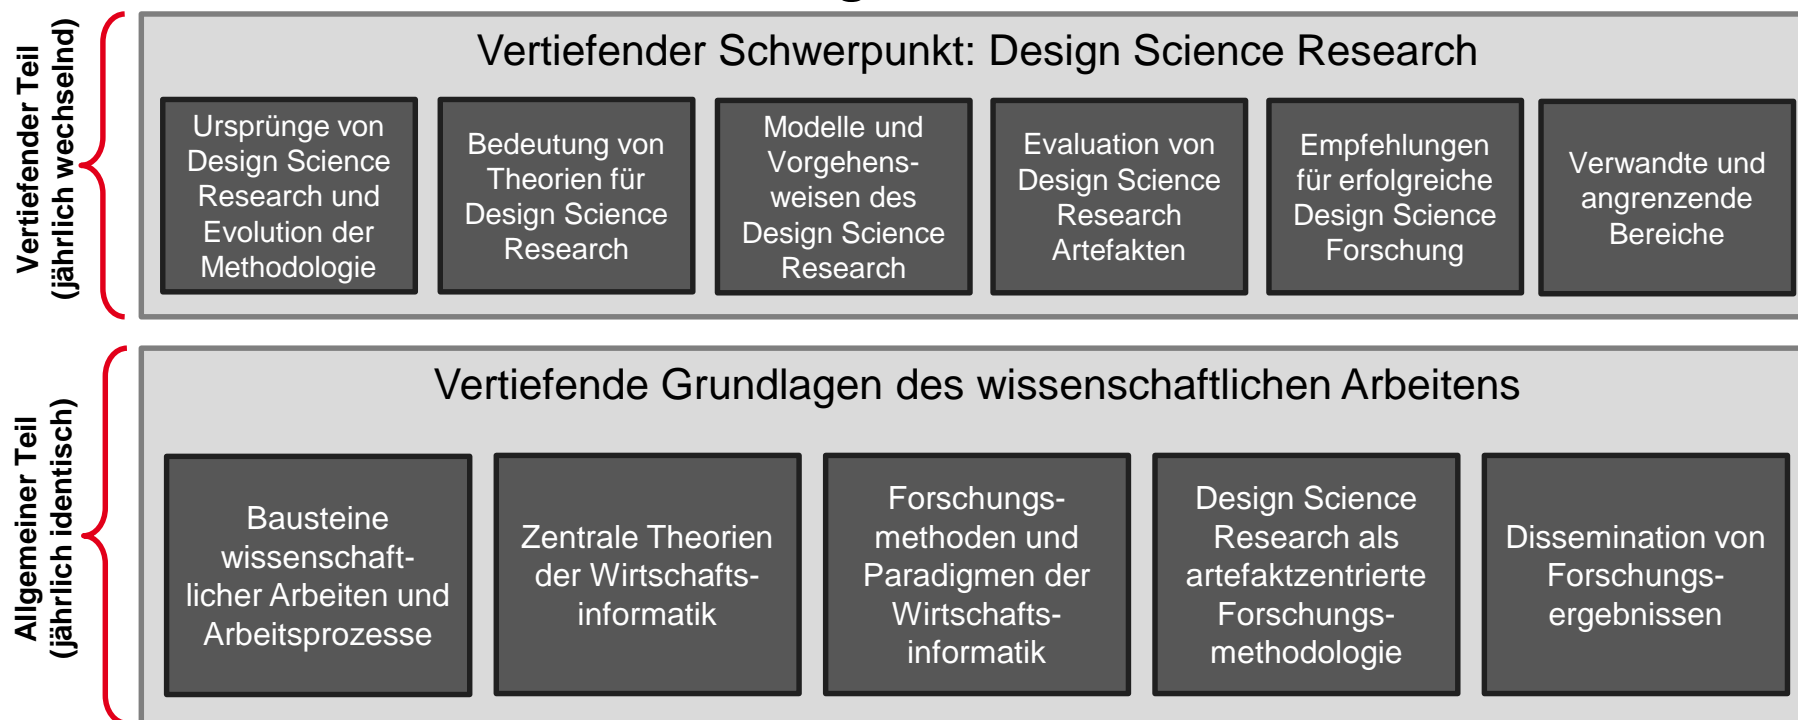 Vertiefender Teil
(jährlich wechselnd)
Vertiefender Schwerpunkt: Design Science Research
Ursprünge von
Design Science
Research und
Evolution der
Methodologie
Bedeutung von
Theorien für
Design Science
Research
Modelle und
Vorgehens-
weisen des
Design Science
Research
Evaluation von
Design Science
Research
Artefakten
Empfehlungen
für erfolgreiche
Design Science
Forschung
Verwandte und
angrenzende
Bereiche
Allgemeiner Teil
(jährlich identisch)
Vertiefende Grundlagen des wissenschaftlichen Arbeitens
Bausteine
wissenschaft-
licher Arbeiten und
Arbeitsprozesse
Zentrale Theorien
der Wirtschafts-
informatik
Forschungs-
methoden und
Paradigmen der
Wirtschafts-
informatik
Design Science
Research als
artefaktzentrierte
Forschungs-
methodologie
Dissemination von
Forschungs-
ergebnissen